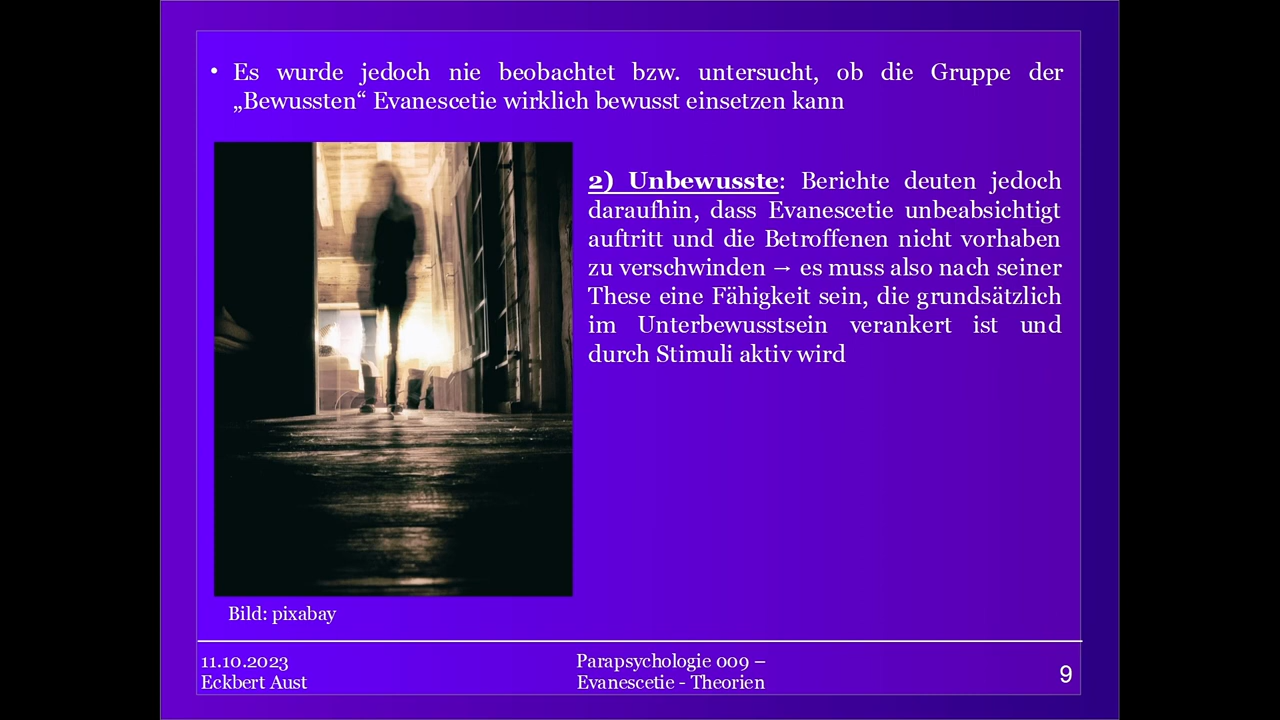 • Es wurde jedoch nie beobachtet bzw. untersucht, ob die Gruppe der
„Bewussten“ Evanescetie wirklich bewusst einsetzen kann
2) Unbewusste: Berichte deuten jedoch
daraufhin, dass Evanescetie unbeabsichtigt
auftritt und die Betroffenen nicht vorhaben
zu verschwinden → es muss also nach seiner
These eine Fähigkeit sein, die grundsätzlich
im Unterbewusstsein verankert ist und
durch Stimuli aktiv wird
Bild: pixabay
11.10.2023
Eckbert Aust
Parapsychologie 009 –
Evanescetie - Theorien
9